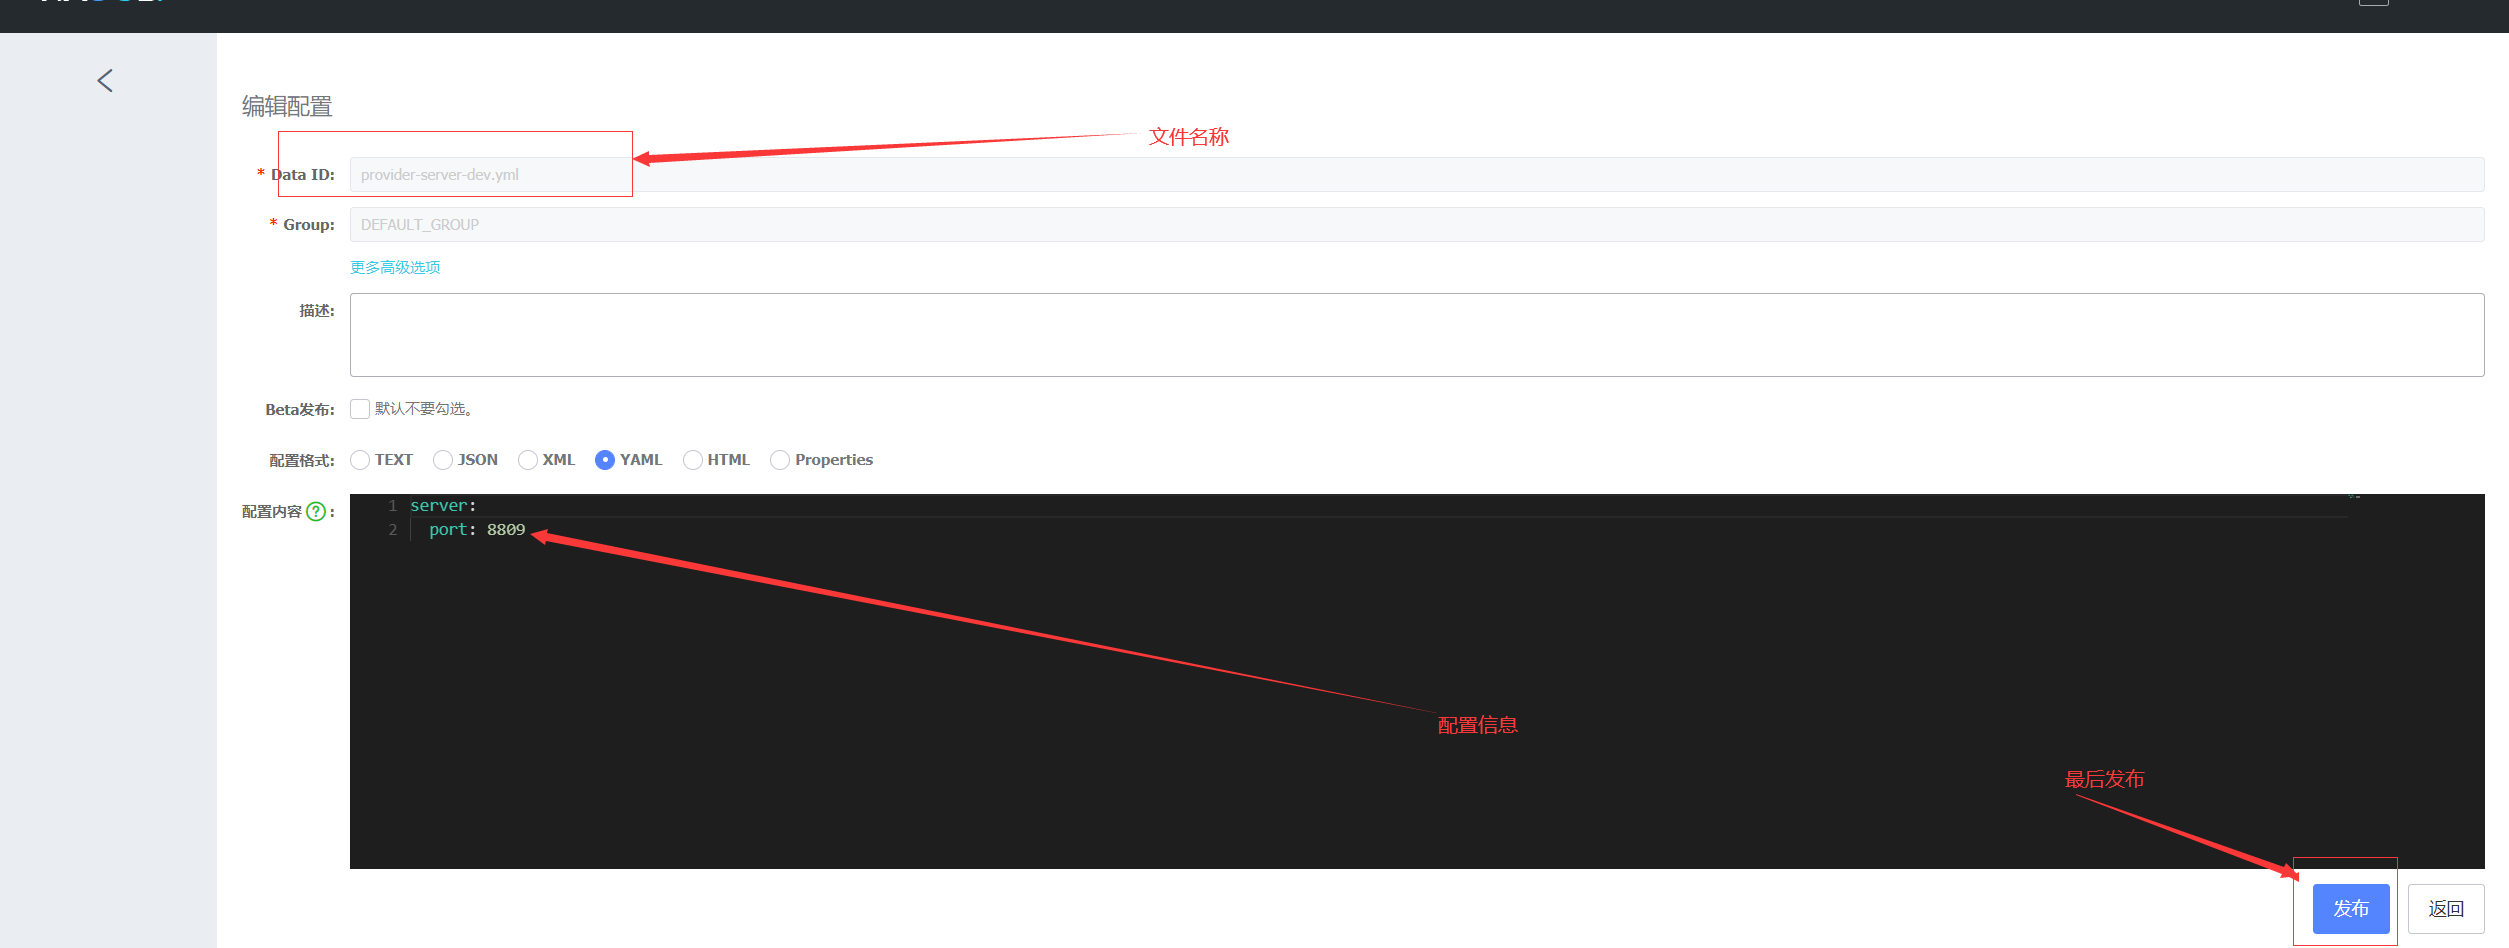 编辑配置
文件名称
* Data ID: provider-server-dev.yml
* Group: DEFAULT_GROUP
更多高级选项
描述:
Beta发布: 默认不要勾选。
配置格式: TEXT JSON XML YAML HTML Properties
配置内容 ? :
1 server:
2 port: 8809
配置信息
最后发布
发布 返回